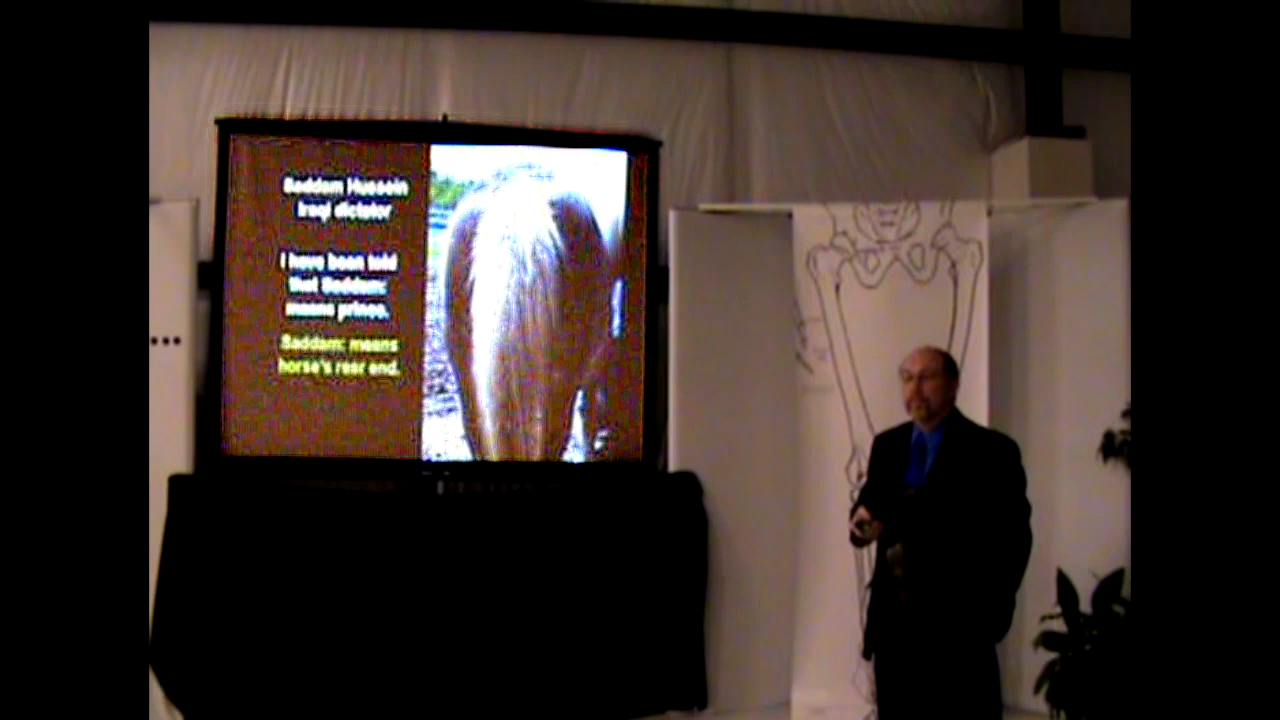 Saddam Hussein
Iraqi dictator
I have been told
that Saddam:
means prince.
Saddam: means
horse's rear end.